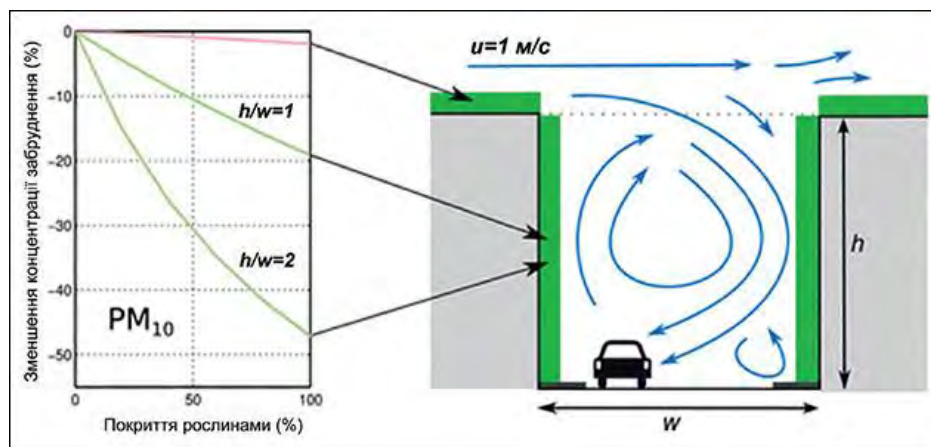 Зменшення концентрації забруднення (%)
0
-10
-20
-30
-40
-50
h/w=1
h/w=2
PM10
0
50
100
Покриття рослинами (%)
u=1 м/с
h
w